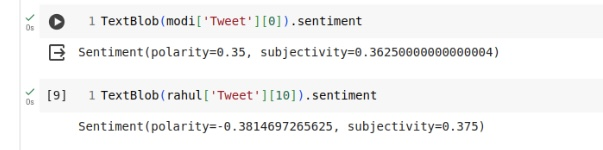 1 TextBlob(modi['Tweet'][0]).sentiment
0s
Sentiment(polarity=0.35, subjectivity=0.36250000000000004)
[9] 1 TextBlob(rahul['Tweet'][10]).sentiment
0s
Sentiment(polarity=-0.3814697265625, subjectivity=0.375)